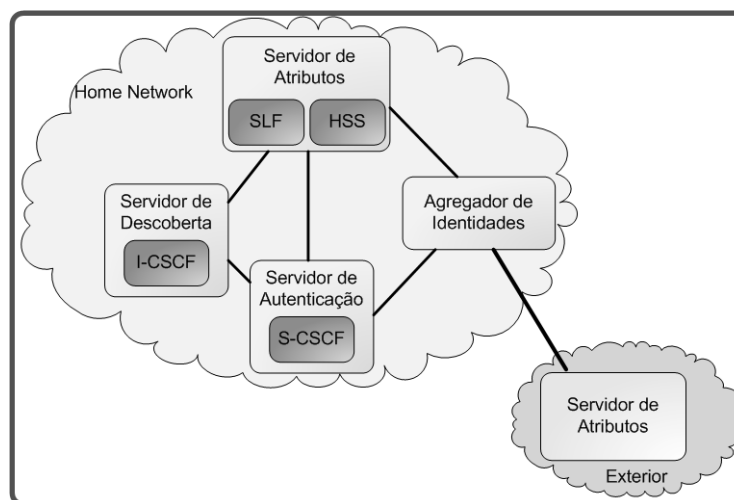 Servidor de
Atributos
Home Network
SLF
HSS
Servidor de
Descoberta
I-CSCF
Agregador de
Identidades
Servidor de
Autenticação
S-CSCF
Servidor de
Atributos
Exterior